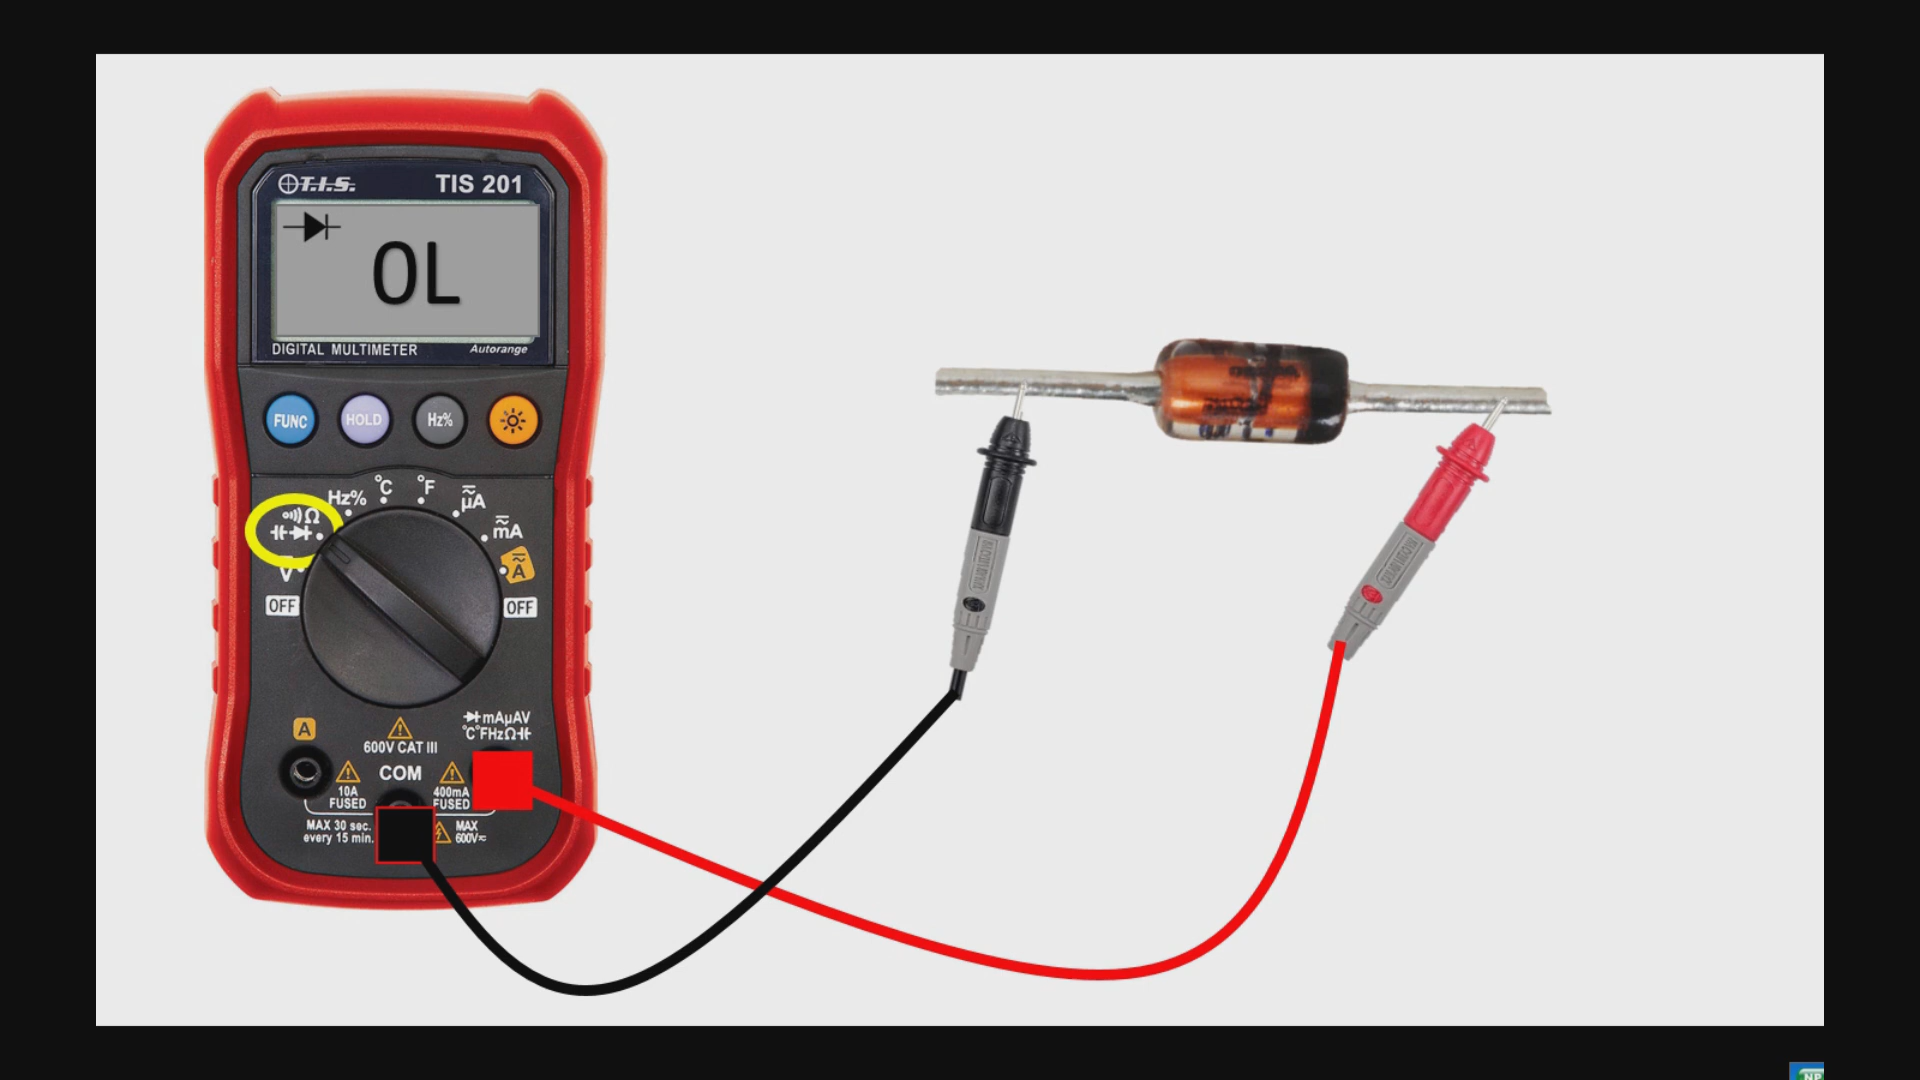 T.I.S. TIS 201
OL
DIGITAL MULTIMETER Autorange
FUNC HOLD Hz%
Hz% °C °F μA
Ω mA
V A
OFF OFF
A mAμAV
600V CAT III °C°FHzΩ
COM
10A 400mA
FUSED FUSED
MAX 30 sec. MAX
every 15 min. 600V
NP